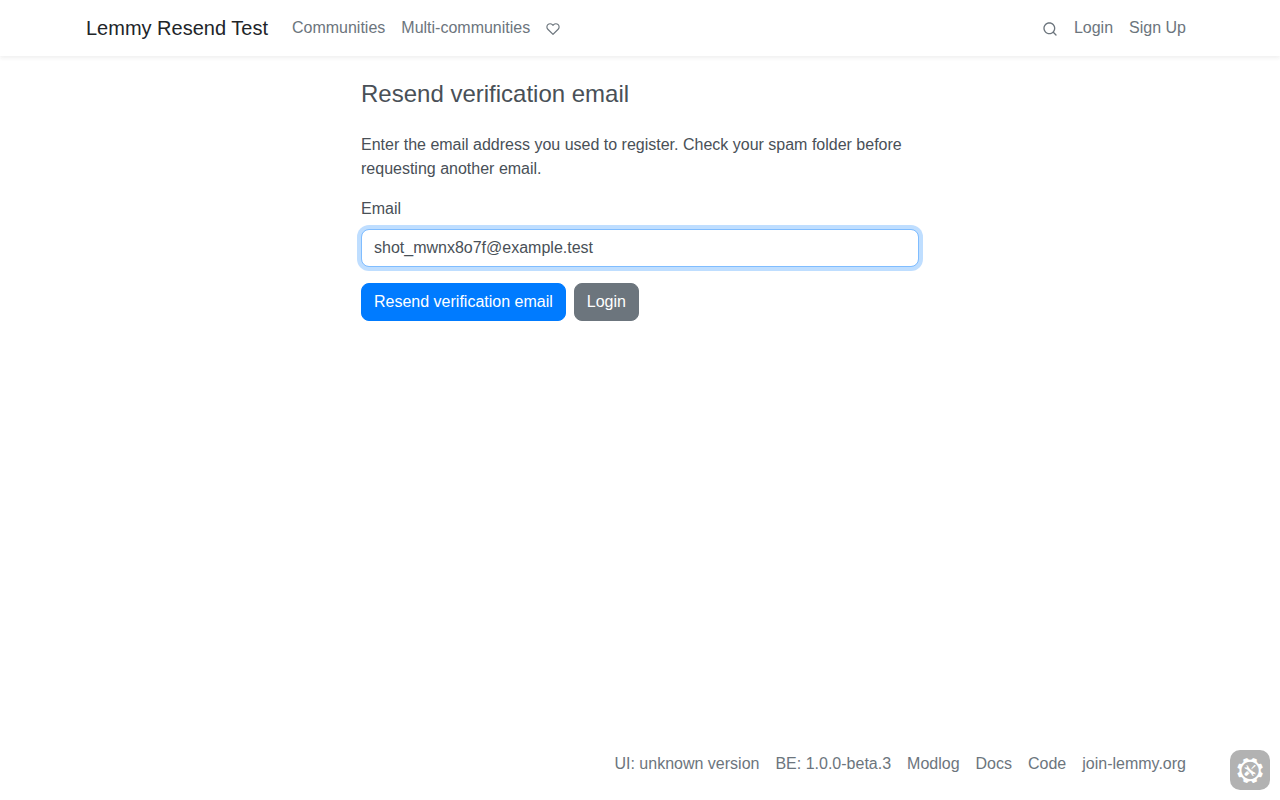 Lemmy Resend Test Communities Multi-communities Login Sign Up
Resend verification email
Enter the email address you used to register. Check your spam folder before
requesting another email.
Email
shot_mwnx8o7f@example.test
Resend verification email Login
UI: unknown version BE: 1.0.0-beta.3 Modlog Docs Code join-lemmy.org